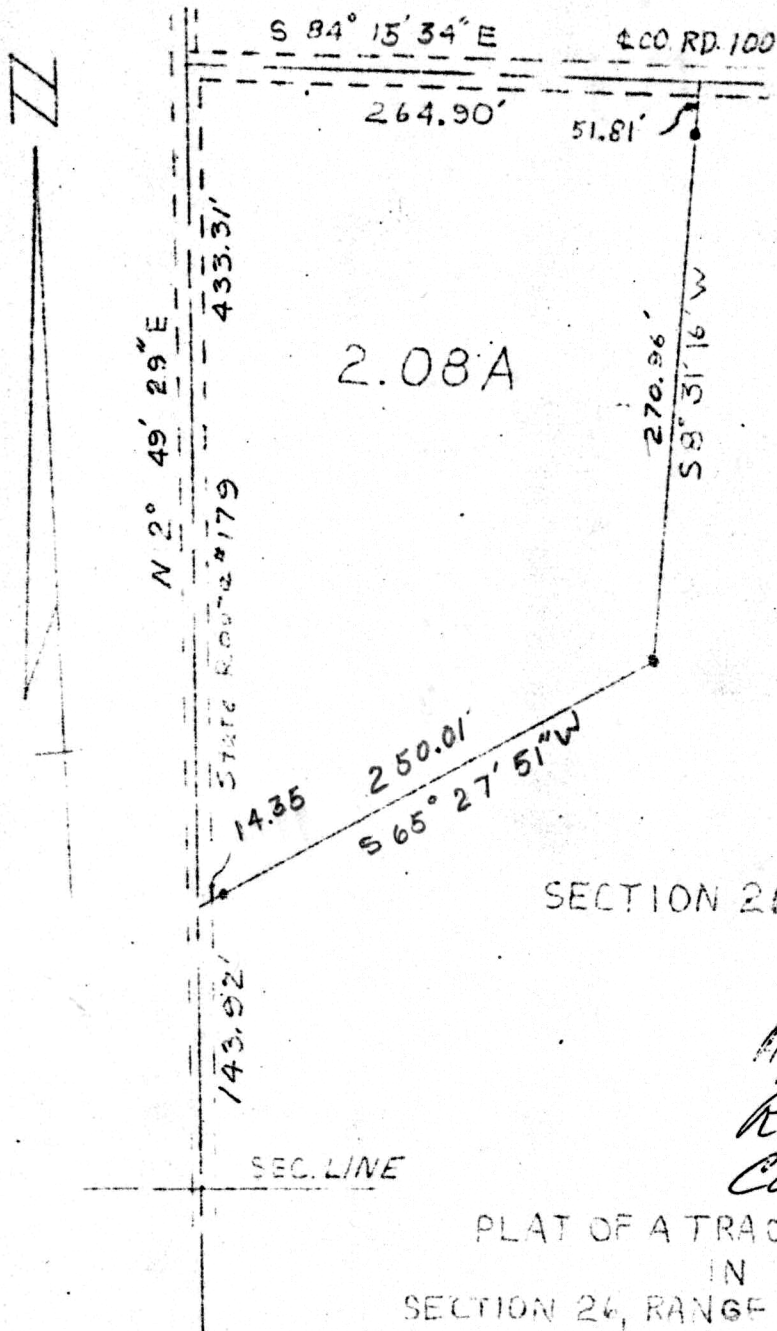 S 84° 15' 34" E
℄ CO. RD. 100
264.90'
51.81'
N 2° 49' 29" E
433.31'
2.08 A
270.96'
S 8° 31' 16" W
State Route #179
14.35
250.01'
S 65° 27' 51" W
SECTION 26
143.92'
SEC. LINE
PLAT OF A TRAC
IN
SECTION 26, RANGE